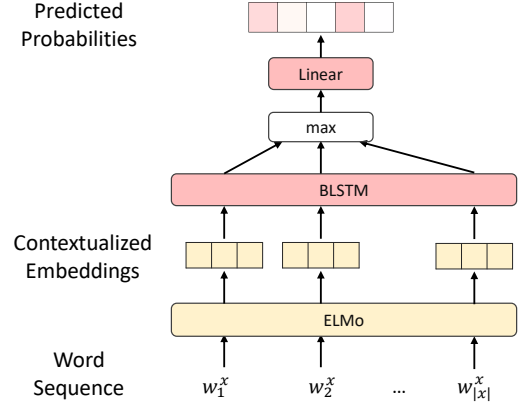 Predicted
Probabilities
Linear
max
BLSTM
Contextualized
Embeddings
ELMo
Word
Sequence
w_1^x w_2^x ... w_{|x|}^x